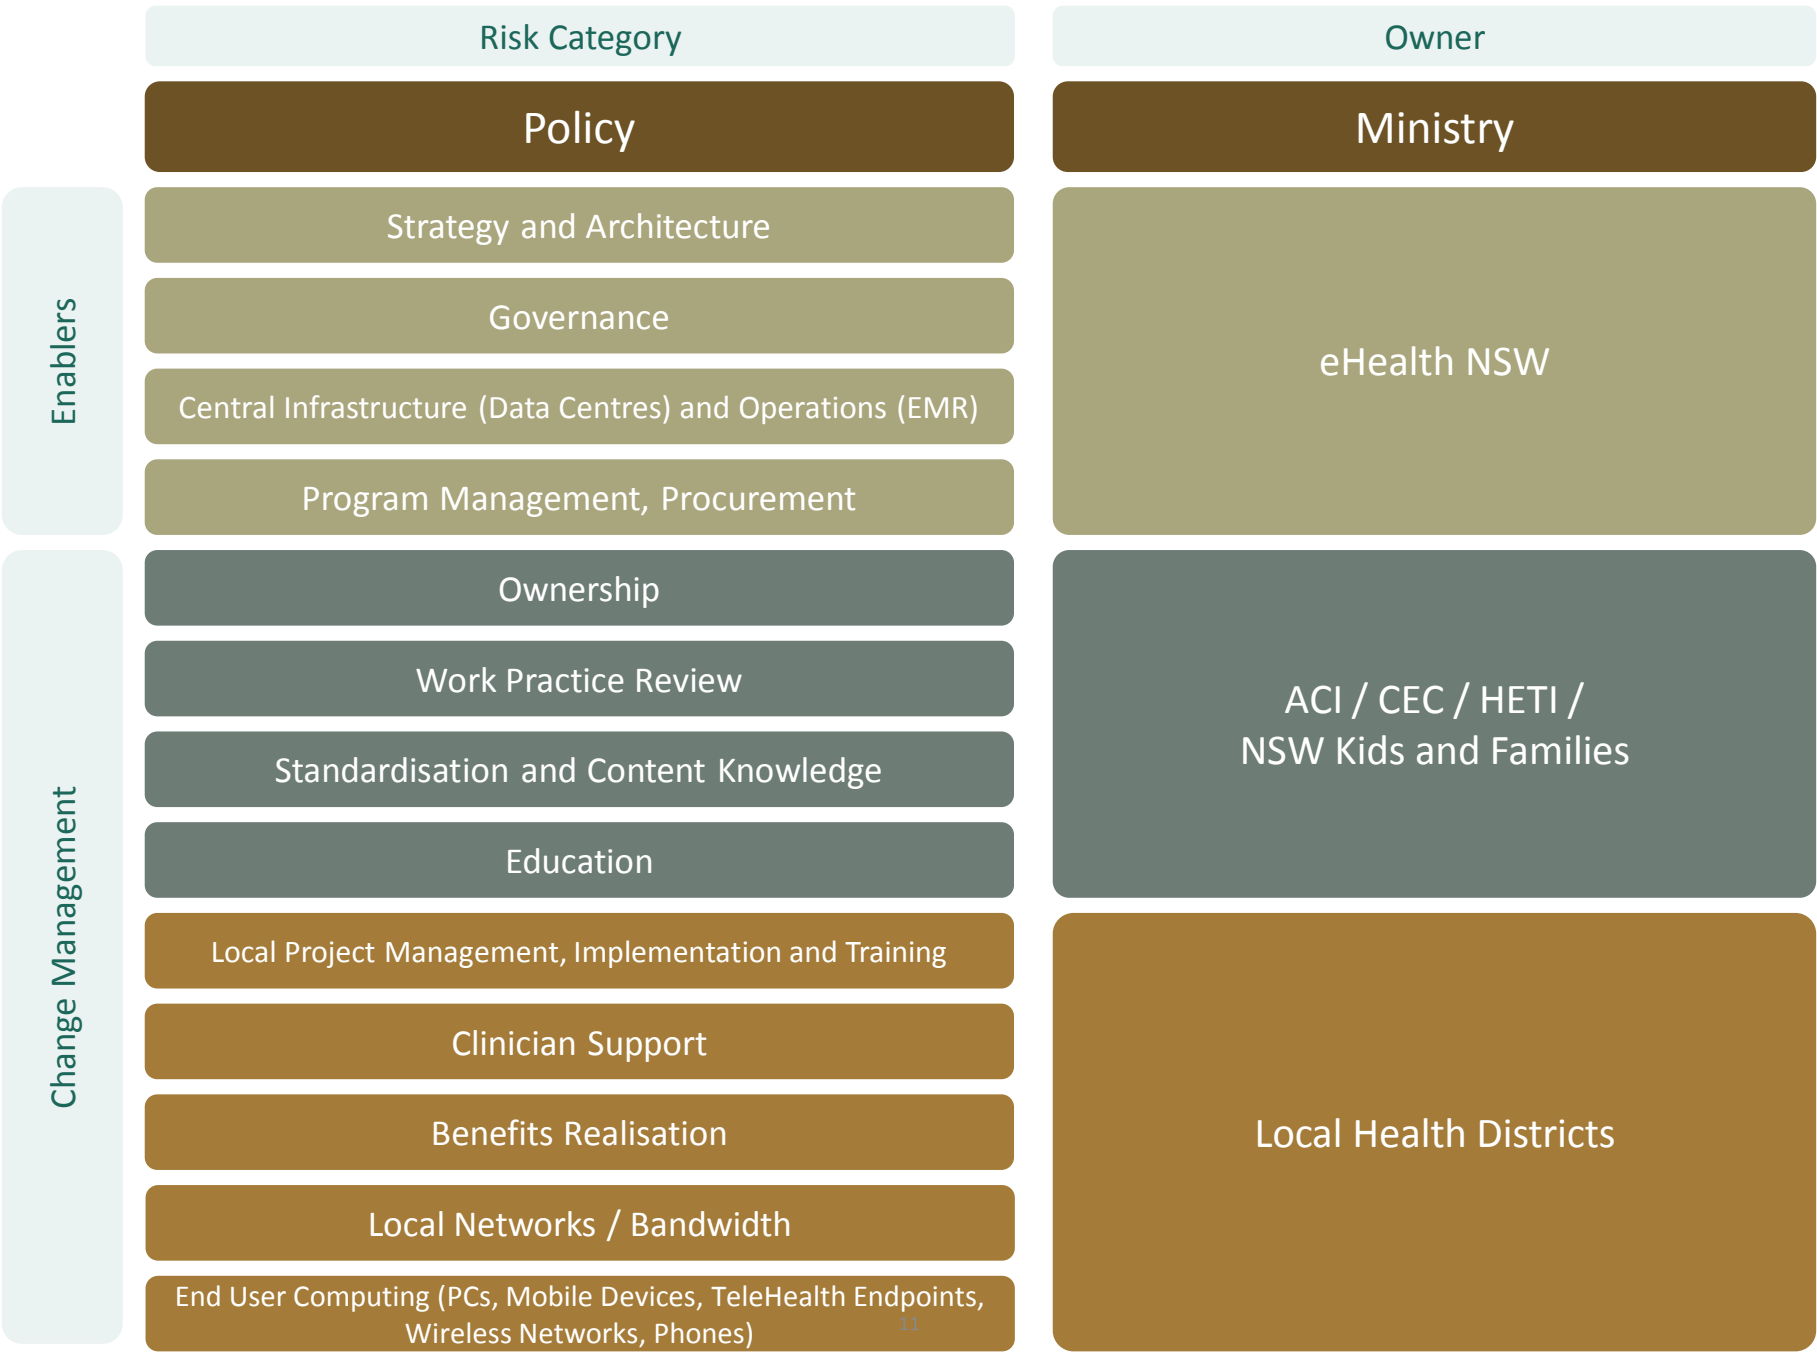 Risk Category
Owner
Policy
Ministry
Enablers
Strategy and Architecture
Governance
Central Infrastructure (Data Centres) and Operations (EMR)
Program Management, Procurement
eHealth NSW
Change Management
Ownership
Work Practice Review
Standardisation and Content Knowledge
Education
ACI / CEC / HETI /
NSW Kids and Families
Local Project Management, Implementation and Training
Clinician Support
Benefits Realisation
Local Networks / Bandwidth
End User Computing (PCs, Mobile Devices, TeleHealth Endpoints,
Wireless Networks, Phones)
11
Local Health Districts